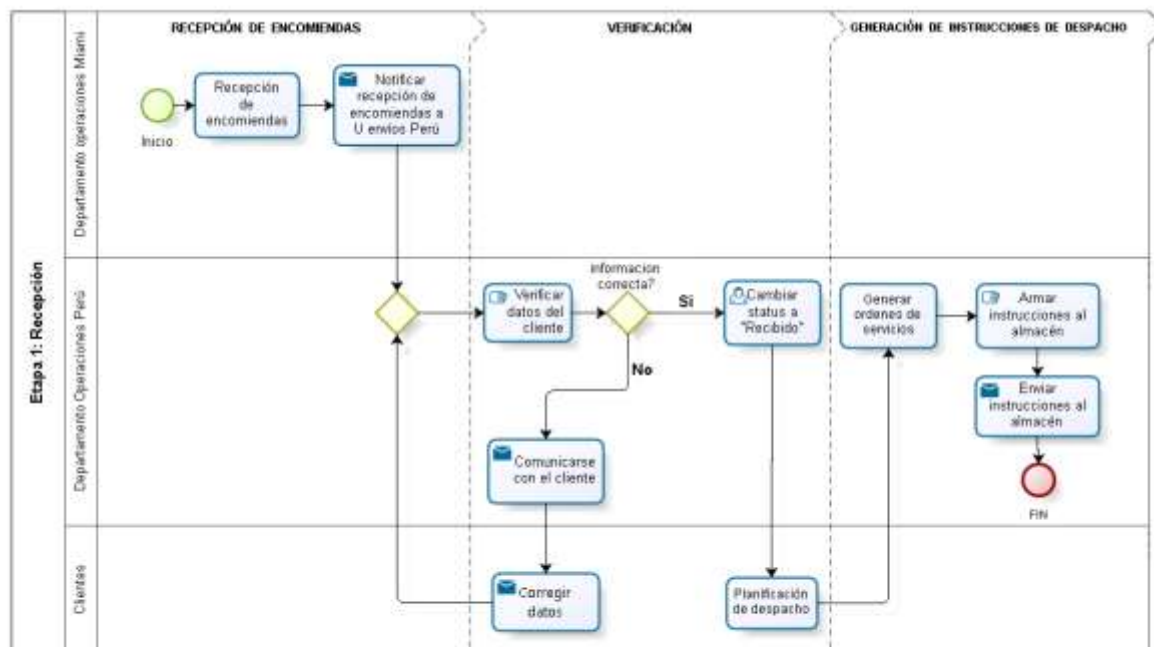 RECEPCIÓN DE ENCOMIENDAS
VERIFICACIÓN
GENERACIÓN DE INSTRUCCIONES DE DESPACHO
Etapa 1: Recepción
Departamento operaciones Miami
Inicio
Recepción
de
encomiendas
Notificar
recepción de
encomiendas a
U envíos Perú
Departamento Operaciones Perú
Verificar
datos del
cliente
informacion
correcta?
Si
No
Cambiar
status a
"Recibido"
Comunicarse
con el cliente
Generar
ordenes de
servicios
Armar
instrucciones al
almacén
Enviar
instrucciones al
almacén
FIN
Clientes
Corregir
datos
Planificación
de despacho